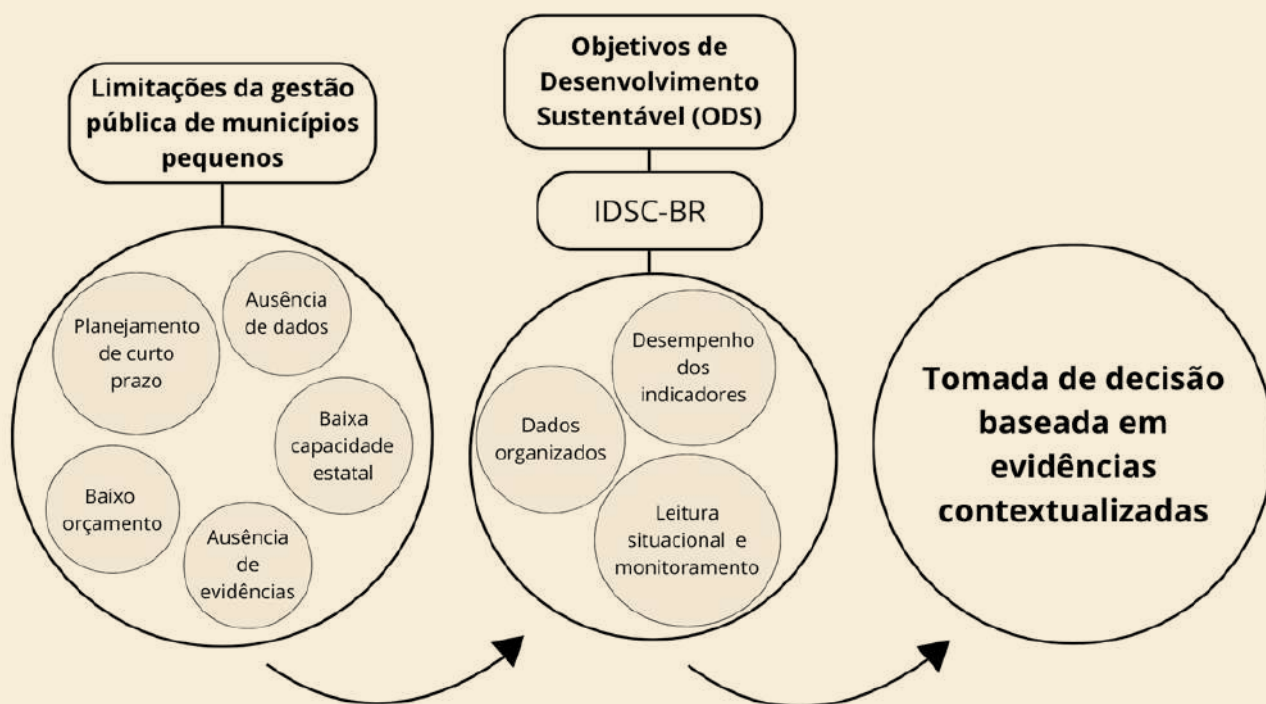 Limitações da gestão
pública de municípios
pequenos
Planejamento
de curto
prazo
Ausência
de dados
Baixa
capacidade
estatal
Baixo
orçamento
Ausência
de
evidências
Objetivos de
Desenvolvimento
Sustentável (ODS)
IDSC-BR
Desempenho
dos
indicadores
Dados
organizados
Leitura
situacional e
monitoramento
Tomada de decisão
baseada em
evidências
contextualizadas